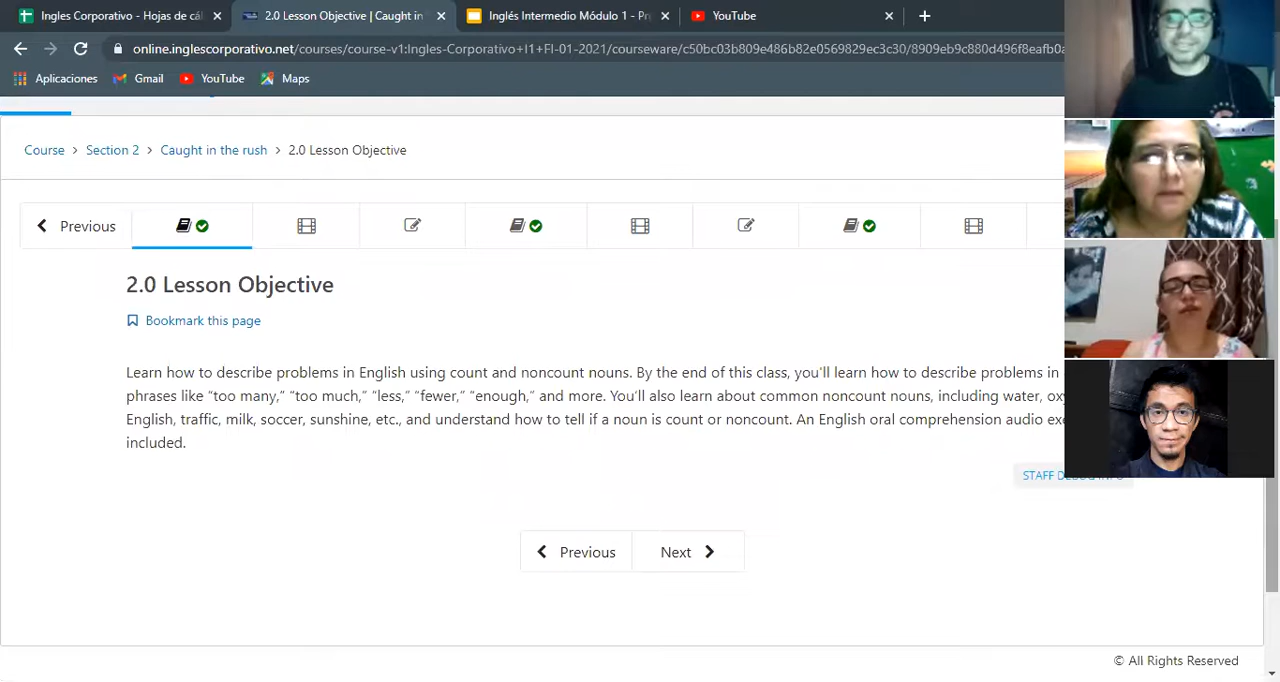 Ingles Corporativo - Hojas de cál
2.0 Lesson Objective | Caught in
Inglés Intermedio Módulo 1 - Pr
YouTube
online.inglescorporativo.net/courses/course-v1:Ingles-Corporativo+I1+FI-01-2021/courseware/c50bc03b809e486b82e0569829ec3c30/8909eb9c880d496f8eafb0a
Aplicaciones
Gmail
YouTube
Maps
Course > Section 2 > Caught in the rush > 2.0 Lesson Objective
Previous
2.0 Lesson Objective
Bookmark this page
Learn how to describe problems in English using count and noncount nouns. By the end of this class, you'll learn how to describe problems in
phrases like “too many,” “too much,” “less,” “fewer,” “enough,” and more. You'll also learn about common noncount nouns, including water, ox
English, traffic, milk, soccer, sunshine, etc., and understand how to tell if a noun is count or noncount. An English oral comprehension audio exe
included.
STAFF DEBUG INFO
Previous
Next
© All Rights Reserved